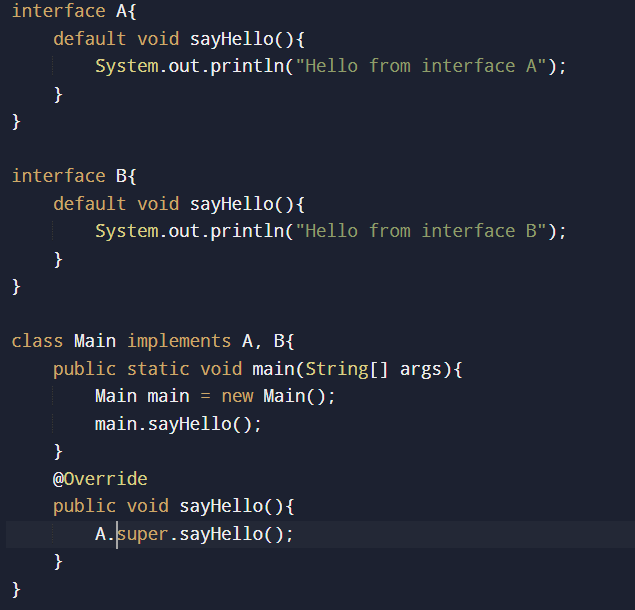 interface A{
    default void sayHello(){
        System.out.println("Hello from interface A");
    }
}

interface B{
    default void sayHello(){
        System.out.println("Hello from interface B");
    }
}

class Main implements A, B{
    public static void main(String[] args){
        Main main = new Main();
        main.sayHello();
    }
    @Override
    public void sayHello(){
        A.super.sayHello();
    }
}